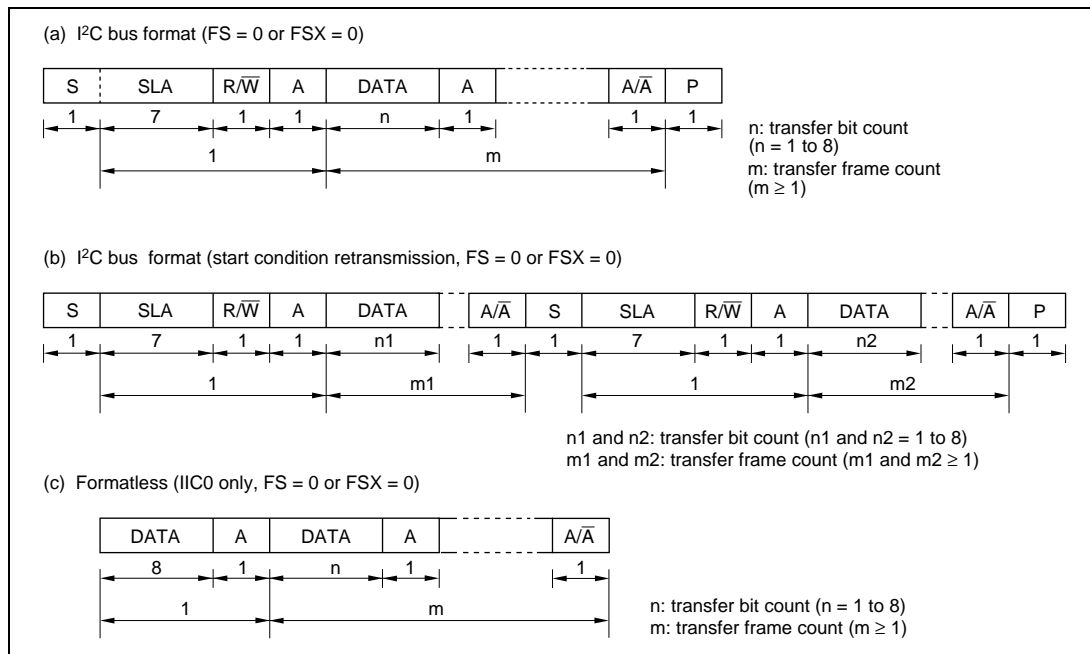 (a) I²C bus format (FS = 0 or FSX = 0)
S SLA R/W̅ A DATA A A/A̅ P
1 7 1 1 n 1 1 1
1 m
n: transfer bit count
(n = 1 to 8)
m: transfer frame count
(m ≥ 1)
(b) I²C bus format (start condition retransmission, FS = 0 or FSX = 0)
S SLA R/W̅ A DATA A/A̅ S SLA R/W̅ A DATA A/A̅ P
1 7 1 1 n1 1 1 7 1 1 n2 1 1
1 m1 1 m2
n1 and n2: transfer bit count (n1 and n2 = 1 to 8)
m1 and m2: transfer frame count (m1 and m2 ≥ 1)
(c) Formatless (IIC0 only, FS = 0 or FSX = 0)
DATA A DATA A A/A̅
8 1 n 1 1
1 m
n: transfer bit count (n = 1 to 8)
m: transfer frame count (m ≥ 1)